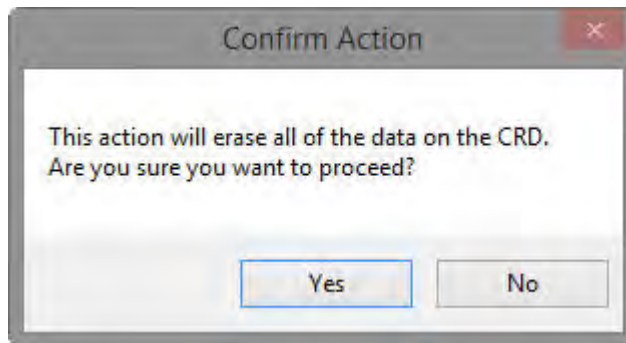 Confirm Action
This action will erase all of the data on the CRD.
Are you sure you want to proceed?
Yes No